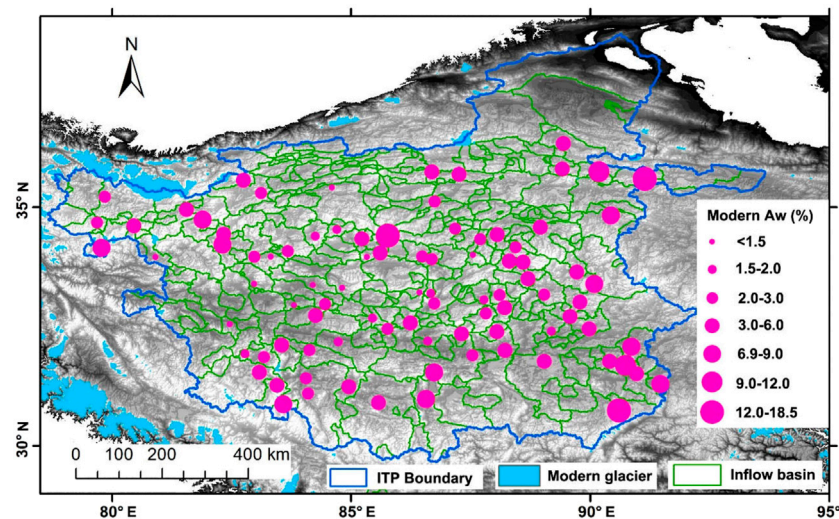 N
35° N
30° N
Modern Aw (%)
<1.5
1.5-2.0
2.0-3.0
3.0-6.0
6.9-9.0
9.0-12.0
12.0-18.5
0 100 200 400 km
ITP Boundary
Modern glacier
Inflow basin
80° E
85° E
90° E
95